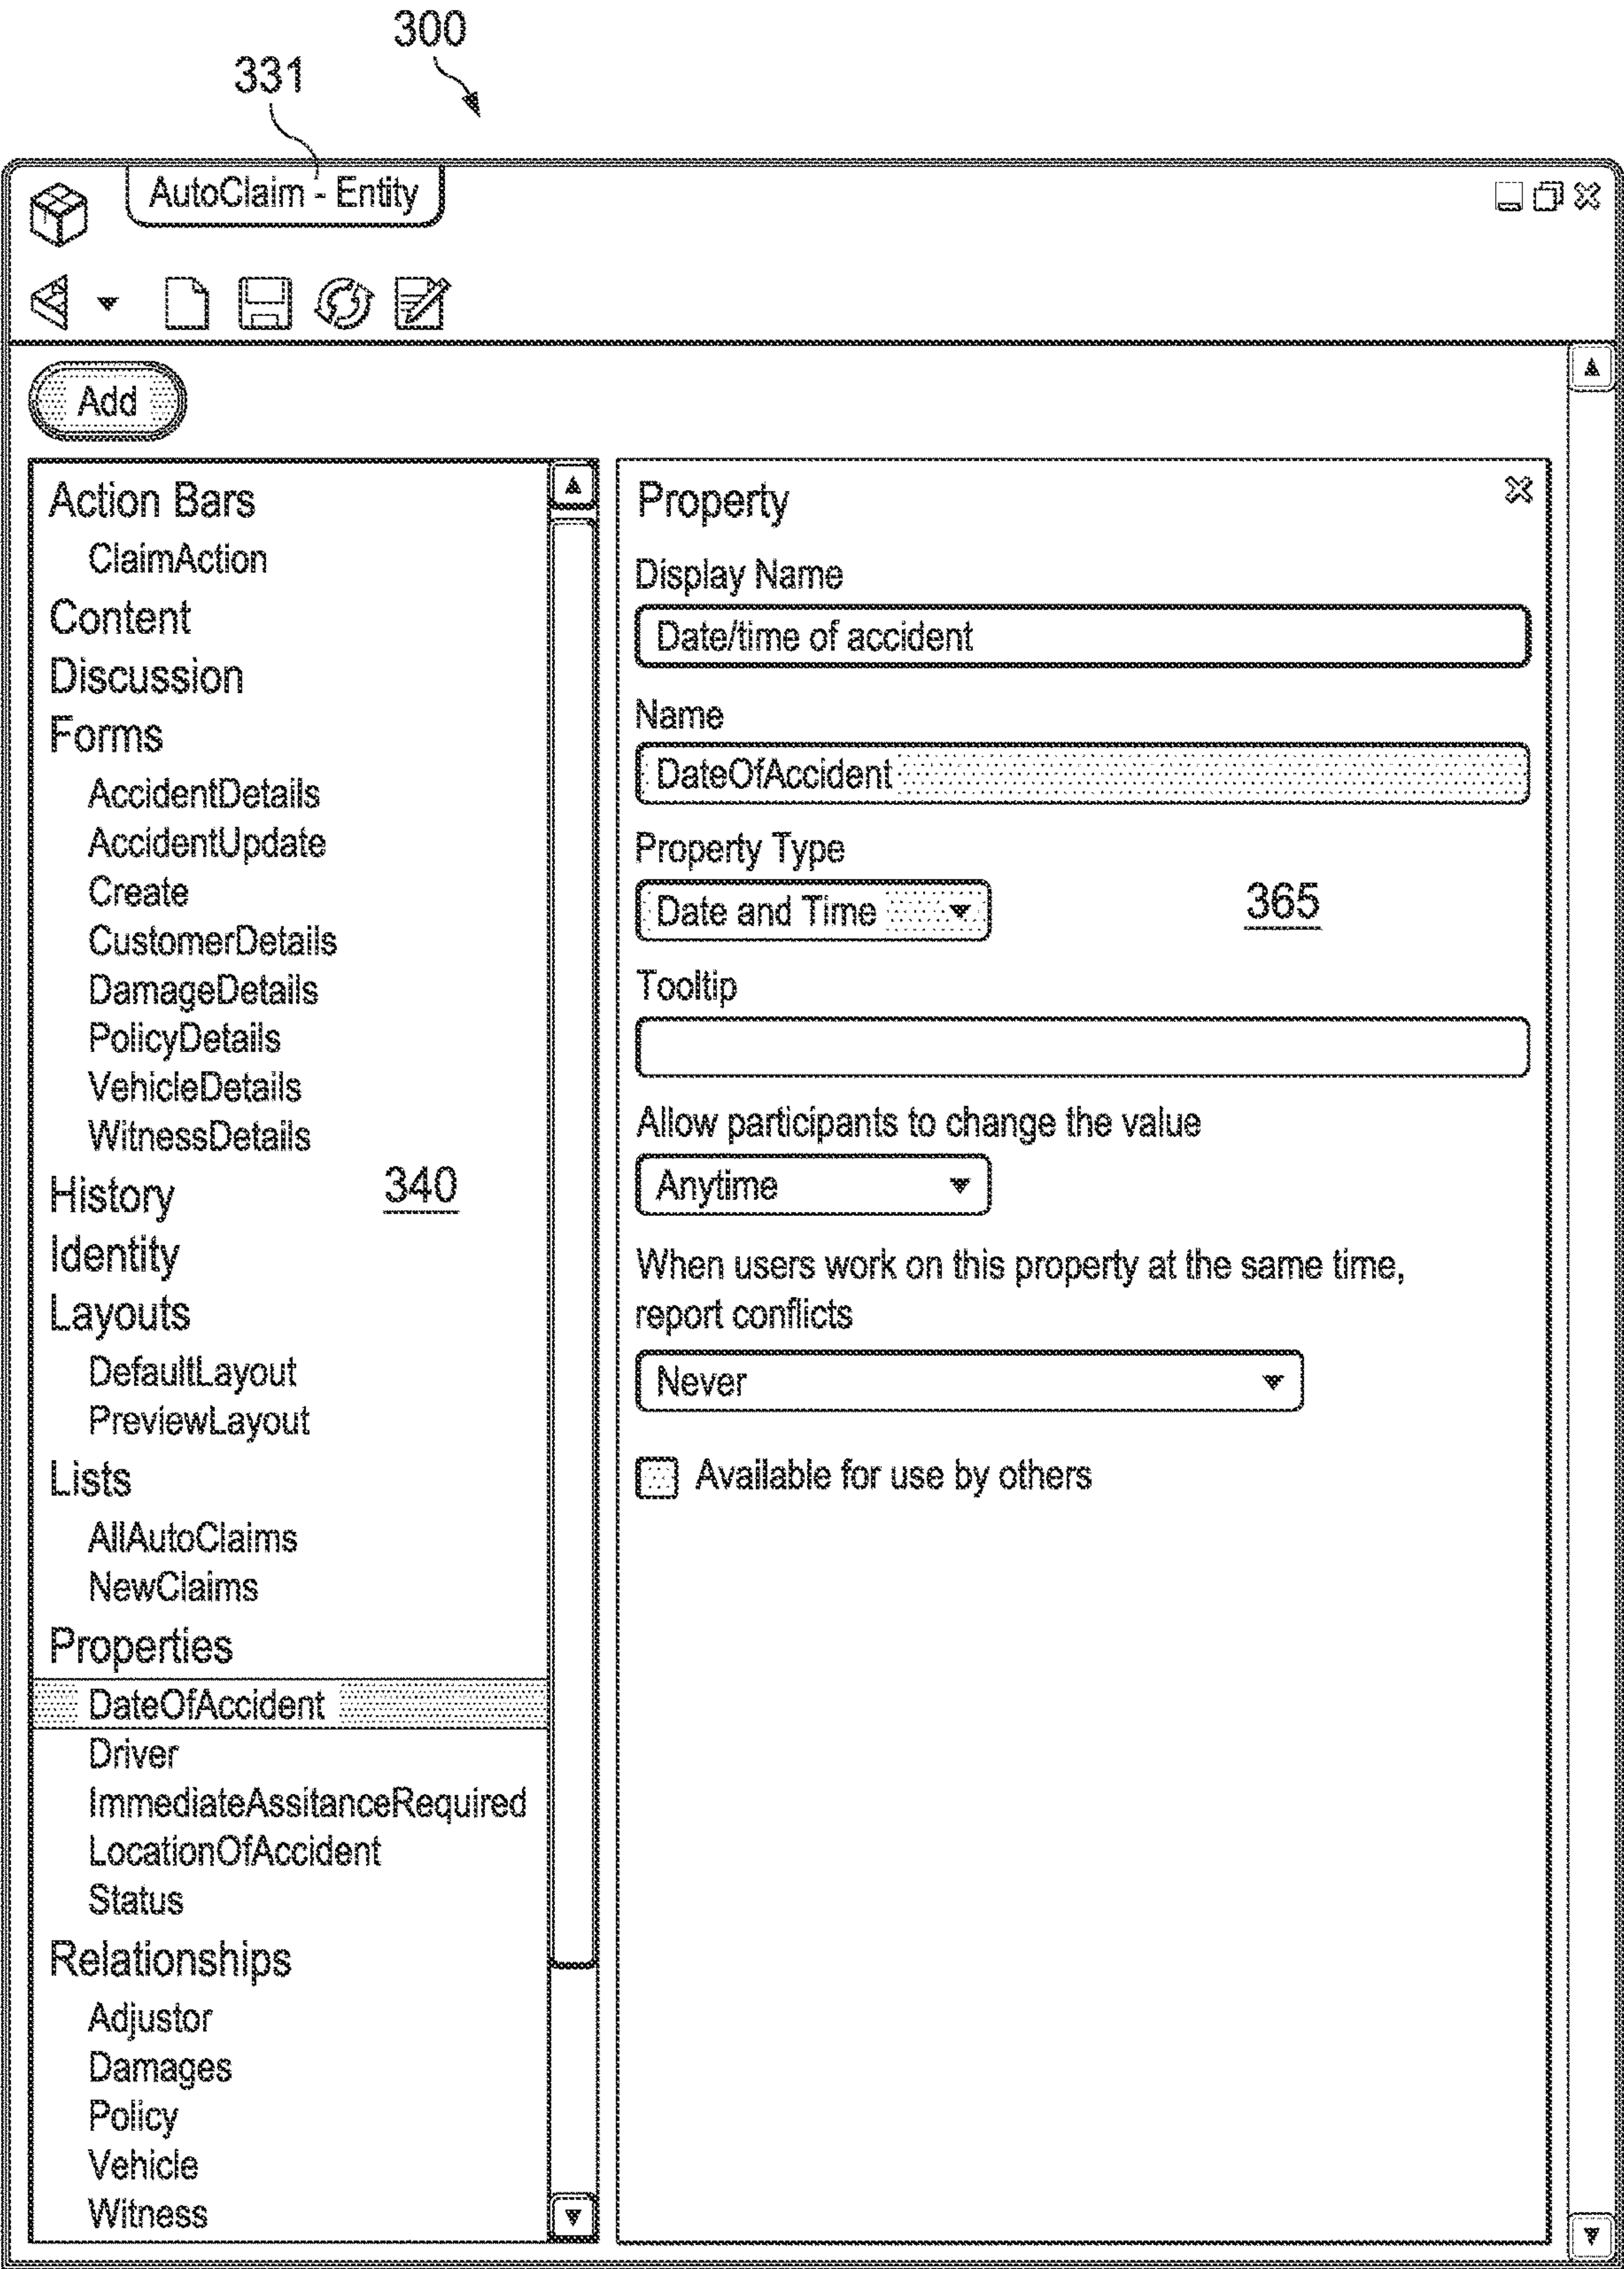 300
331
AutoClaim - Entity
Add
Action Bars
ClaimAction
Content
Discussion
Forms
AccidentDetails
AccidentUpdate
Create
CustomerDetails
DamageDetails
PolicyDetails
VehicleDetails
WitnessDetails
History
340
Identity
Layouts
DefaultLayout
PreviewLayout
Lists
AllAutoClaims
NewClaims
Properties
DateOfAccident
Driver
ImmediateAssitanceRequired
LocationOfAccident
Status
Relationships
Adjustor
Damages
Policy
Vehicle
Witness
Property
Display Name
Date/time of accident
Name
DateOfAccident
Property Type
Date and Time
365
Tooltip
Allow participants to change the value
Anytime
When users work on this property at the same time,
report conflicts
Never
Available for use by others